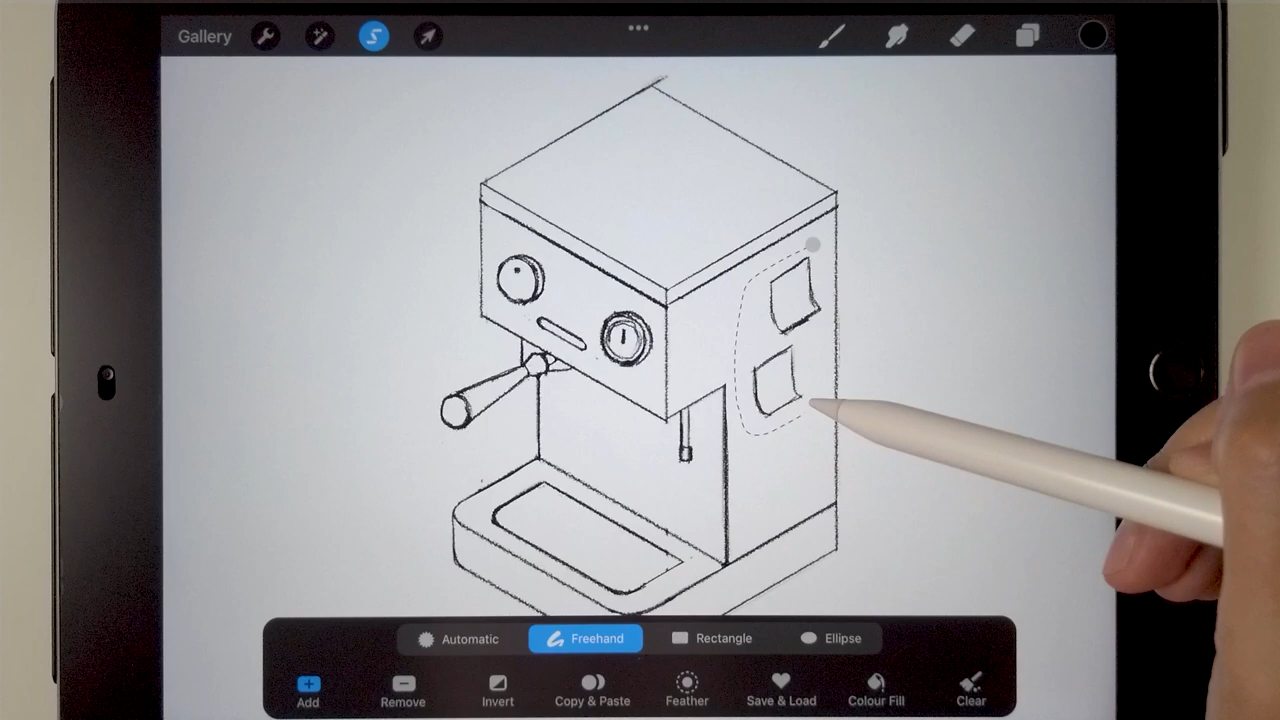 Gallery
Automatic Freehand Rectangle Ellipse
Add Remove Invert Copy & Paste Feather Save & Load Colour Fill Clear